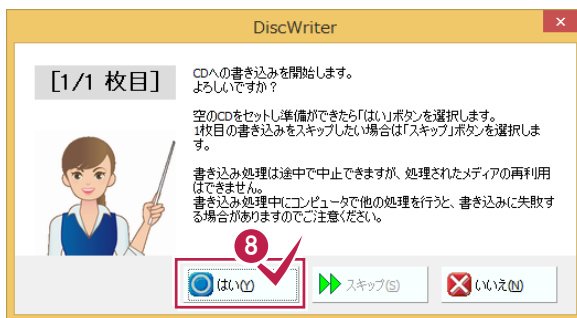 DiscWriter
[1/1 枚目]
CDへの書き込みを開始します。
よろしいですか?
空のCDをセットし準備ができたら「はい」ボタンを選択します。
1枚目の書き込みをスキップしたい場合は「スキップ」ボタンを選択しま
す。
書き込み処理は途中で中止できますが、処理されたメディアの再利用
はできません。
書き込み処理中にコンピュータで他の処理を行うと、書き込みに失敗す
る場合がありますのでご注意ください。
8
はい(Y)
スキップ(S)
いいえ(N)